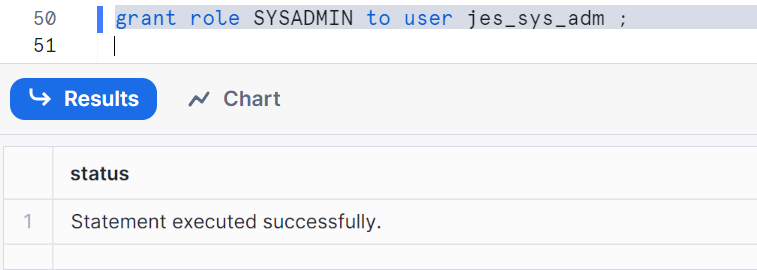 50 grant role SYSADMIN to user jes_sys_adm ;
51
Results Chart
status
1 Statement executed successfully.